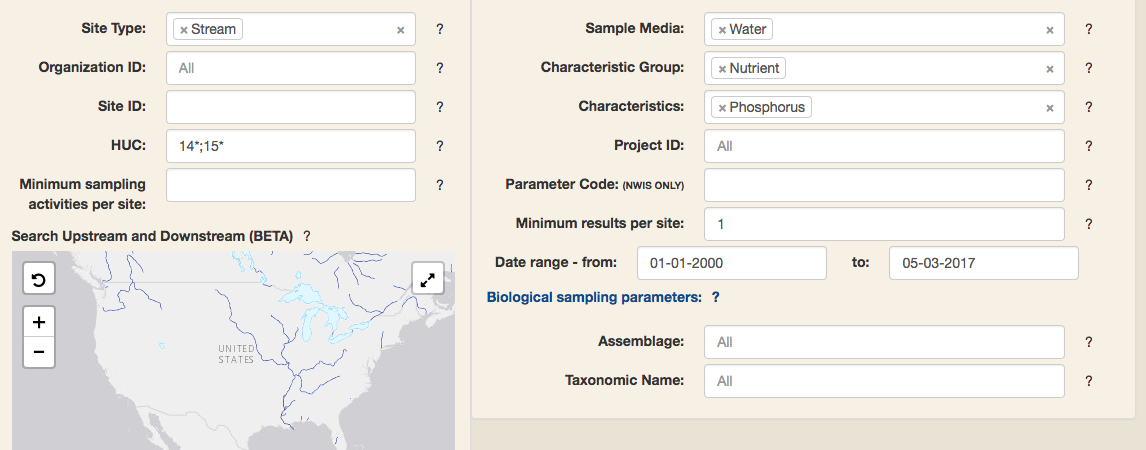 Site Type: × Stream × ?
Organization ID: All ?
Site ID: ?
HUC: 14*;15* ?
Minimum sampling
activities per site: ?
Search Upstream and Downstream (BETA) ?
+
−
UNITED
STATES
Sample Media: × Water × ?
Characteristic Group: × Nutrient × ?
Characteristics: × Phosphorus × ?
Project ID: All ?
Parameter Code: (NWIS ONLY) ?
Minimum results per site: 1 ?
Date range - from: 01-01-2000 to: 05-03-2017
Biological sampling parameters: ?
Assemblage: All ?
Taxonomic Name: All ?